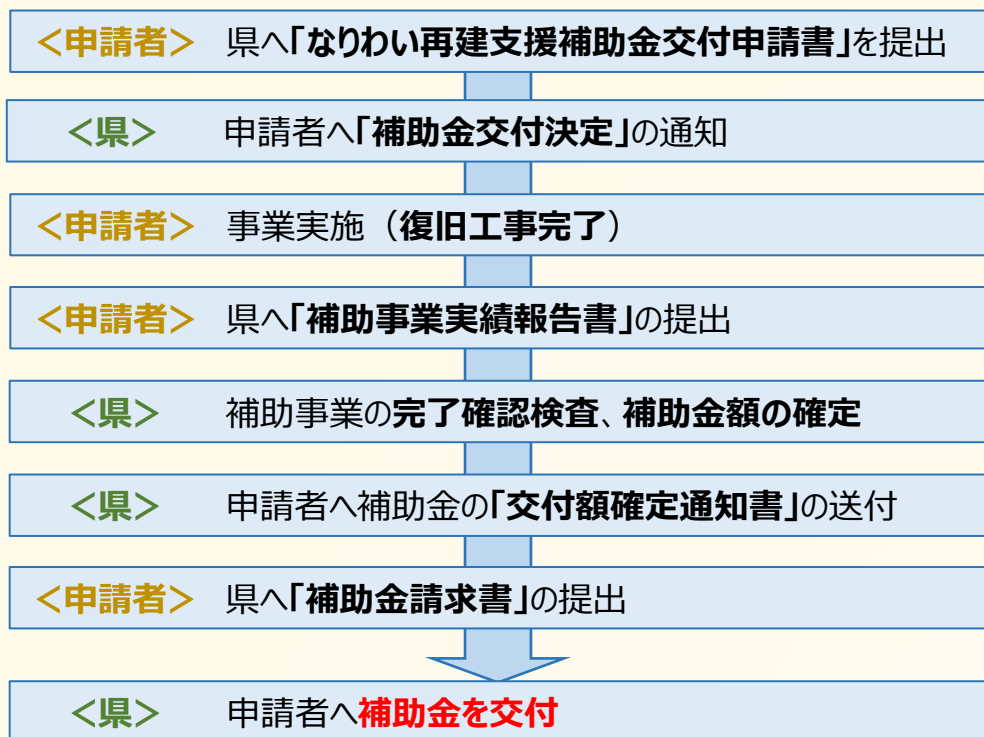 <申請者> 県へ「なりわい再建支援補助金交付申請書」を提出
<県> 申請者へ「補助金交付決定」の通知
<申請者> 事業実施（復旧工事完了）
<申請者> 県へ「補助事業実績報告書」の提出
<県> 補助事業の完了確認検査、補助金額の確定
<県> 申請者へ補助金の「交付額確定通知書」の送付
<申請者> 県へ「補助金請求書」の提出
<県> 申請者へ補助金を交付